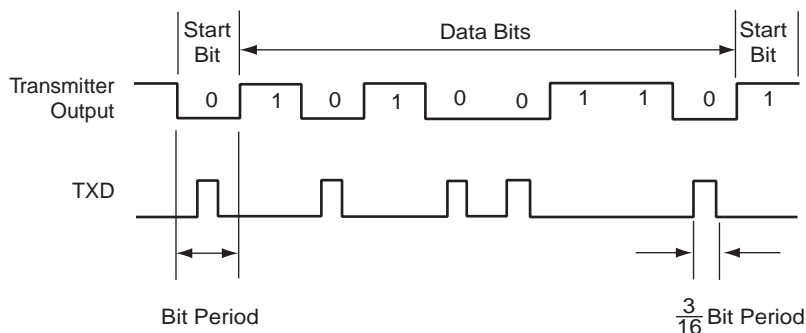 Start
Bit
Data Bits
Start
Bit
Transmitter
Output
0 1 0 1 0 0 1 1 0 1
TXD
Bit Period
3/16 Bit Period